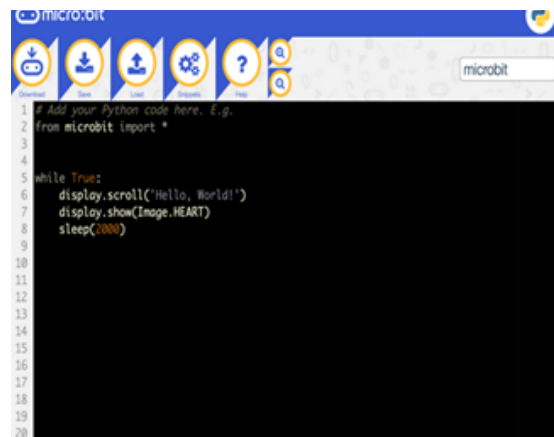 micro:bit
Download Save Load Snippets Help
microbit
1 # Add your Python code here. E.g.
2 from microbit import *
3
4
5 while True:
6 display.scroll('Hello, World!')
7 display.show(Image.HEART)
8 sleep(2000)
9
10
11
12
13
14
15
16
17
18
19
20